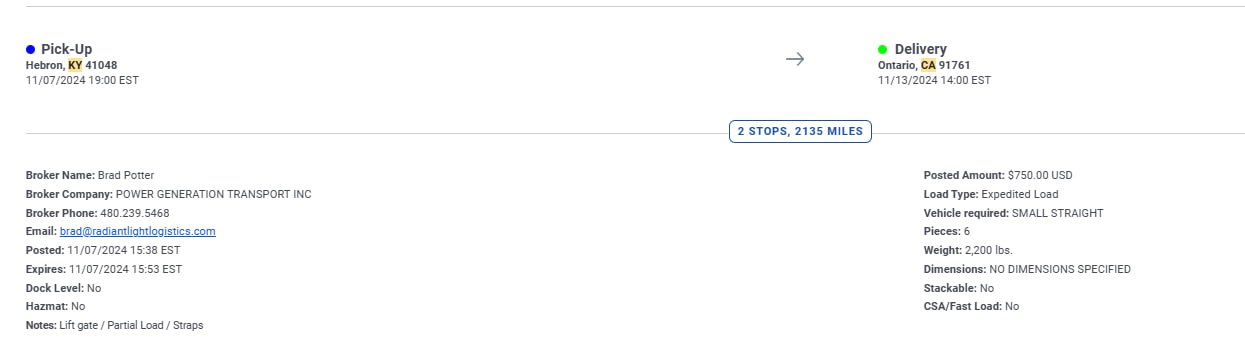 Pick-Up
Hebron, KY 41048
11/07/2024 19:00 EST
Delivery
Ontario, CA 91761
11/13/2024 14:00 EST
2 STOPS, 2135 MILES
Broker Name: Brad Potter
Broker Company: POWER GENERATION TRANSPORT INC
Broker Phone: 480.239.5468
Email: brad@radiantlightlogistics.com
Posted: 11/07/2024 15:38 EST
Expires: 11/07/2024 15:53 EST
Dock Level: No
Hazmat: No
Notes: Lift gate / Partial Load / Straps
Posted Amount: $750.00 USD
Load Type: Expedited Load
Vehicle required: SMALL STRAIGHT
Pieces: 6
Weight: 2,200 lbs.
Dimensions: NO DIMENSIONS SPECIFIED
Stackable: No
CSA/Fast Load: No